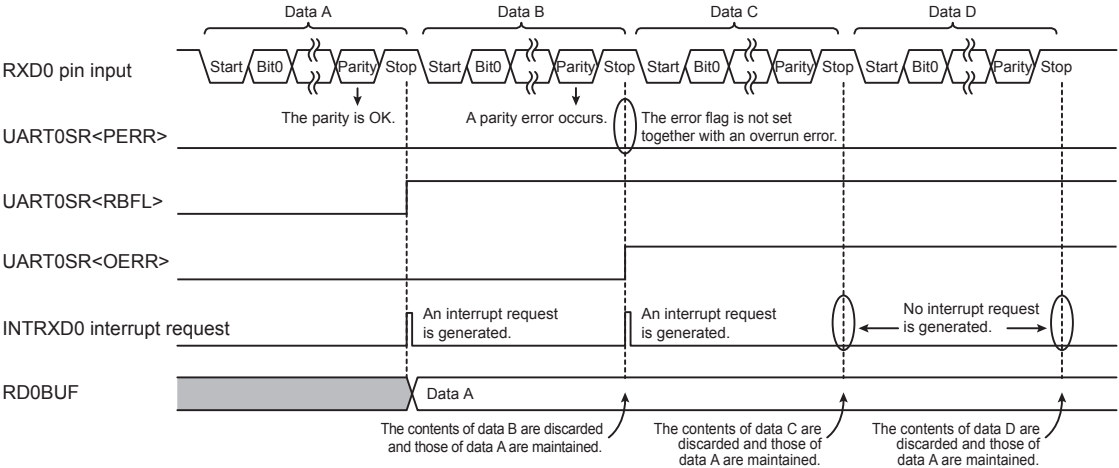 Data A
Data B
Data C
Data D
RXD0 pin input
Start
Bit0
Parity
Stop
Start
Bit0
Parity
Stop
Start
Bit0
Parity
Stop
Start
Bit0
Parity
Stop
The parity is OK.
A parity error occurs.
The error flag is not set
together with an overrun error.
UART0SR<PERR>
UART0SR<RBFL>
UART0SR<OERR>
INTRXD0 interrupt request
An interrupt request
is generated.
An interrupt request
is generated.
No interrupt request
is generated.
RD0BUF
Data A
The contents of data B are discarded
and those of data A are maintained.
The contents of data C are
discarded and those of
data A are maintained.
The contents of data D are
discarded and those of
data A are maintained.